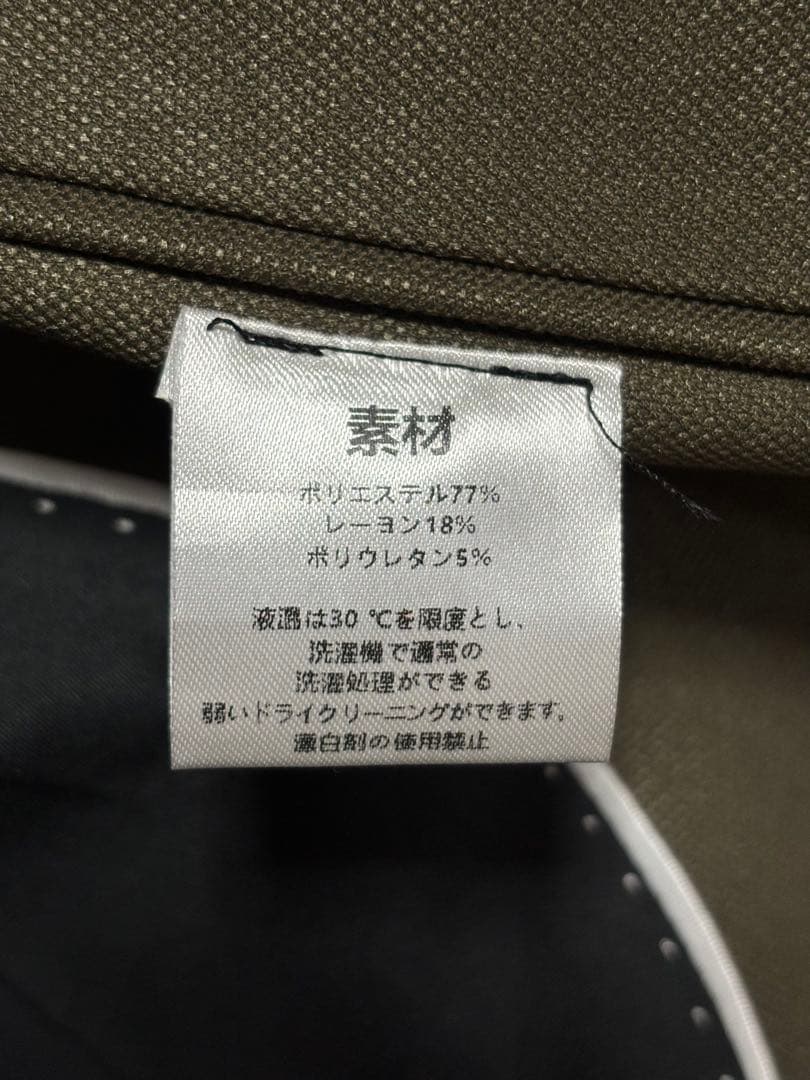 素材
ポリエステル77%
レーヨン18%
ポリウレタン5%
液温は30 ℃を限度とし、
洗濯機で通常の
洗濯処理ができる
弱いドライクリーニングができます。
漂白剤の使用禁止